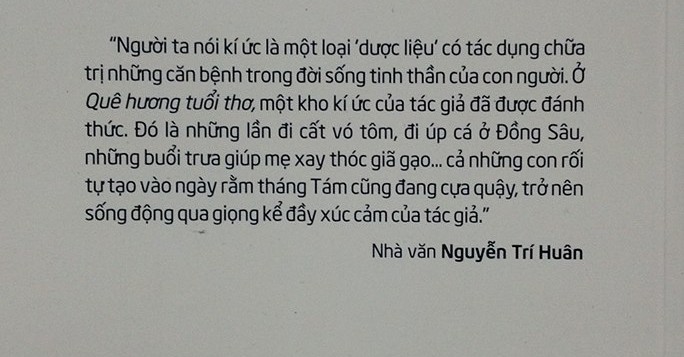 “Người ta nói kí ức là một loại ‘dược liệu‘ có tác dụng chữa
trị những căn bệnh trong đời sống tinh thần của con người. Ở
Quê hương tuổi thơ, một kho kí ức của tác giả đã được đánh
thức. Đó là những lần đi cất vó tôm, đi úp cá ở Đồng Sâu,
những buổi trưa giúp mẹ xay thóc giã gạo... cả những con rối
tự tạo vào ngày rằm tháng Tám cũng đang cựa quậy, trở nên
sống động qua giọng kể đầy xúc cảm của tác giả.”
Nhà văn Nguyễn Trí Huân